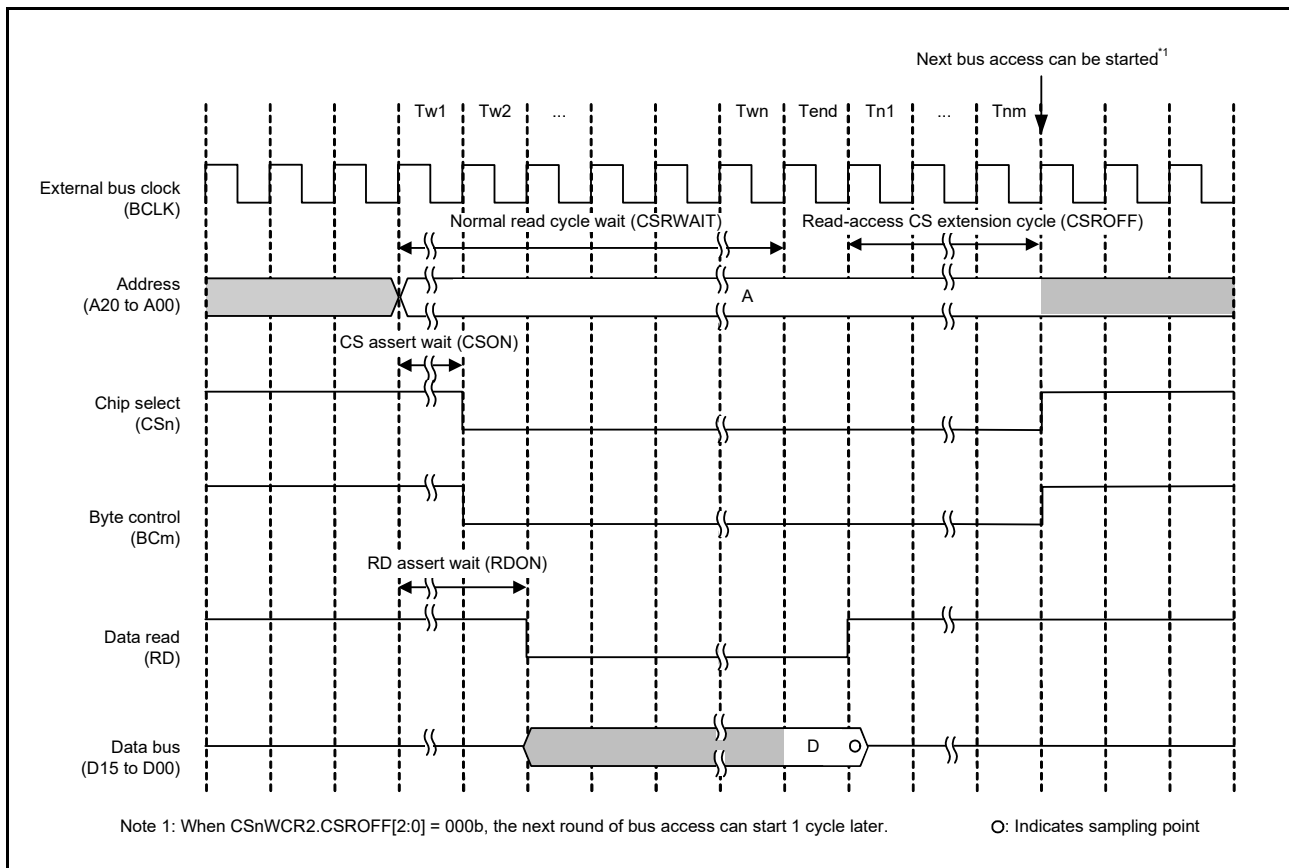 Next bus access can be started*1
Tw1 Tw2 ... Twn Tend Tn1 ... Tnm
External bus clock
(BCLK)
Normal read cycle wait (CSRWAIT)
Read-access CS extension cycle (CSROFF)
Address
(A20 to A00)
A
CS assert wait (CSON)
Chip select
(CSn)
Byte control
(BCm)
RD assert wait (RDON)
Data read
(RD)
Data bus
(D15 to D00)
D
Note 1: When CSnWCR2.CSROFF[2:0] = 000b, the next round of bus access can start 1 cycle later.
O: Indicates sampling point